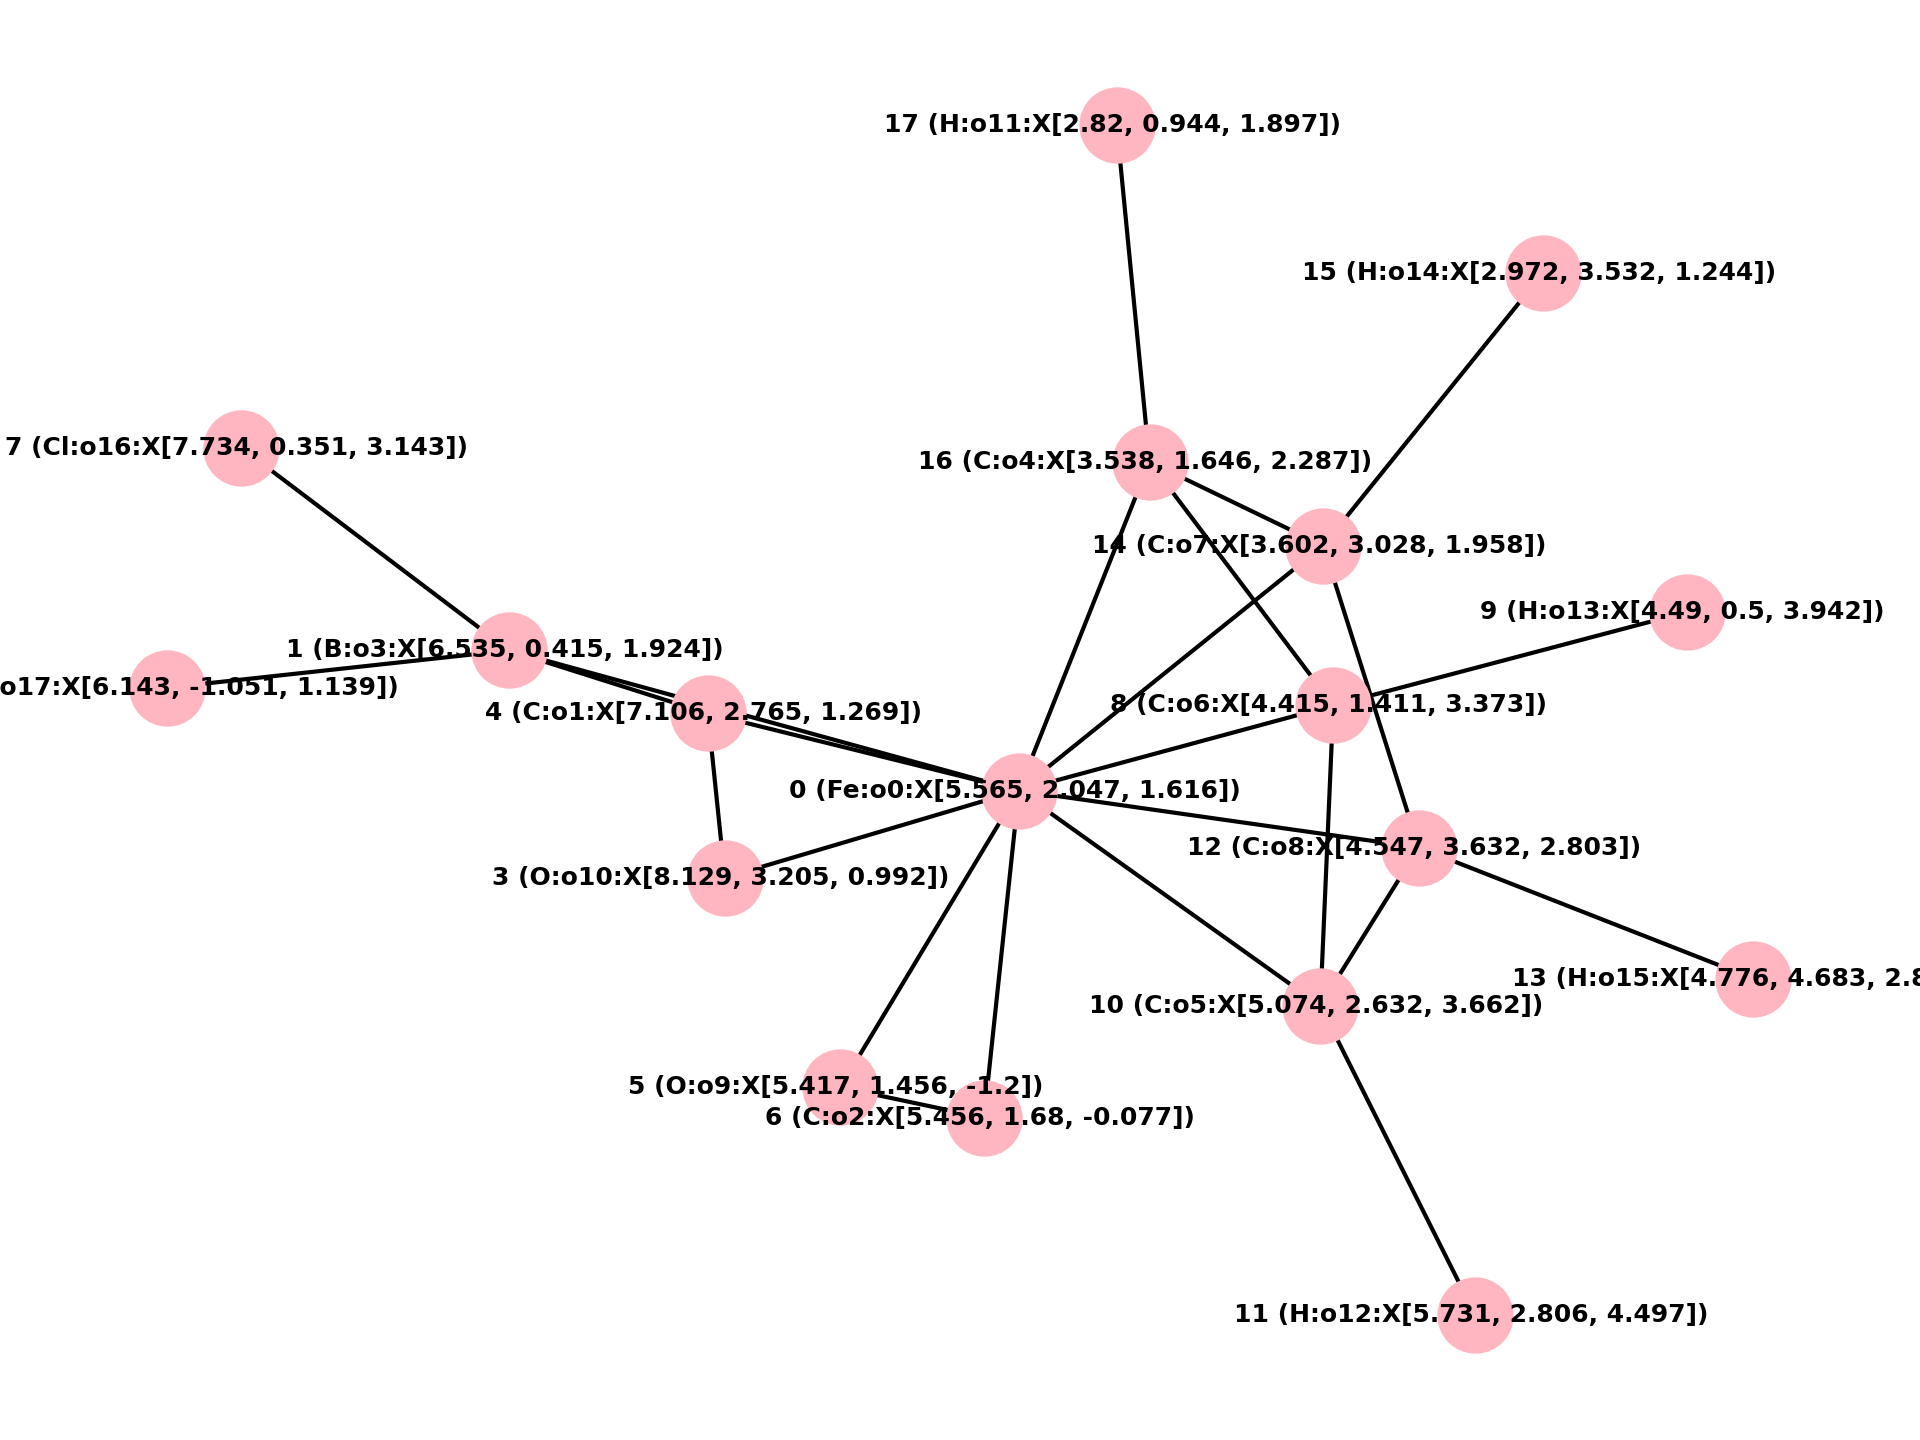 17 (H:o11:X[2.82, 0.944, 1.897])
15 (H:o14:X[2.972, 3.532, 1.244])
7 (Cl:o16:X[7.734, 0.351, 3.143])
16 (C:o4:X[3.538, 1.646, 2.287])
14 (C:o7:X[3.602, 3.028, 1.958])
9 (H:o13:X[4.49, 0.5, 3.942])
1 (B:o3:X[6.535, 0.415, 1.924])
o17:X[6.143, -1.051, 1.139])
8 (C:o6:X[4.415, 1.411, 3.373])
4 (C:o1:X[7.106, 2.765, 1.269])
0 (Fe:o0:X[5.565, 2.047, 1.616])
12 (C:o8:X[4.547, 3.632, 2.803])
3 (O:o10:X[8.129, 3.205, 0.992])
13 (H:o15:X[4.776, 4.683, 2.8
10 (C:o5:X[5.074, 2.632, 3.662])
5 (O:o9:X[5.417, 1.456, -1.2])
6 (C:o2:X[5.456, 1.68, -0.077])
11 (H:o12:X[5.731, 2.806, 4.497])